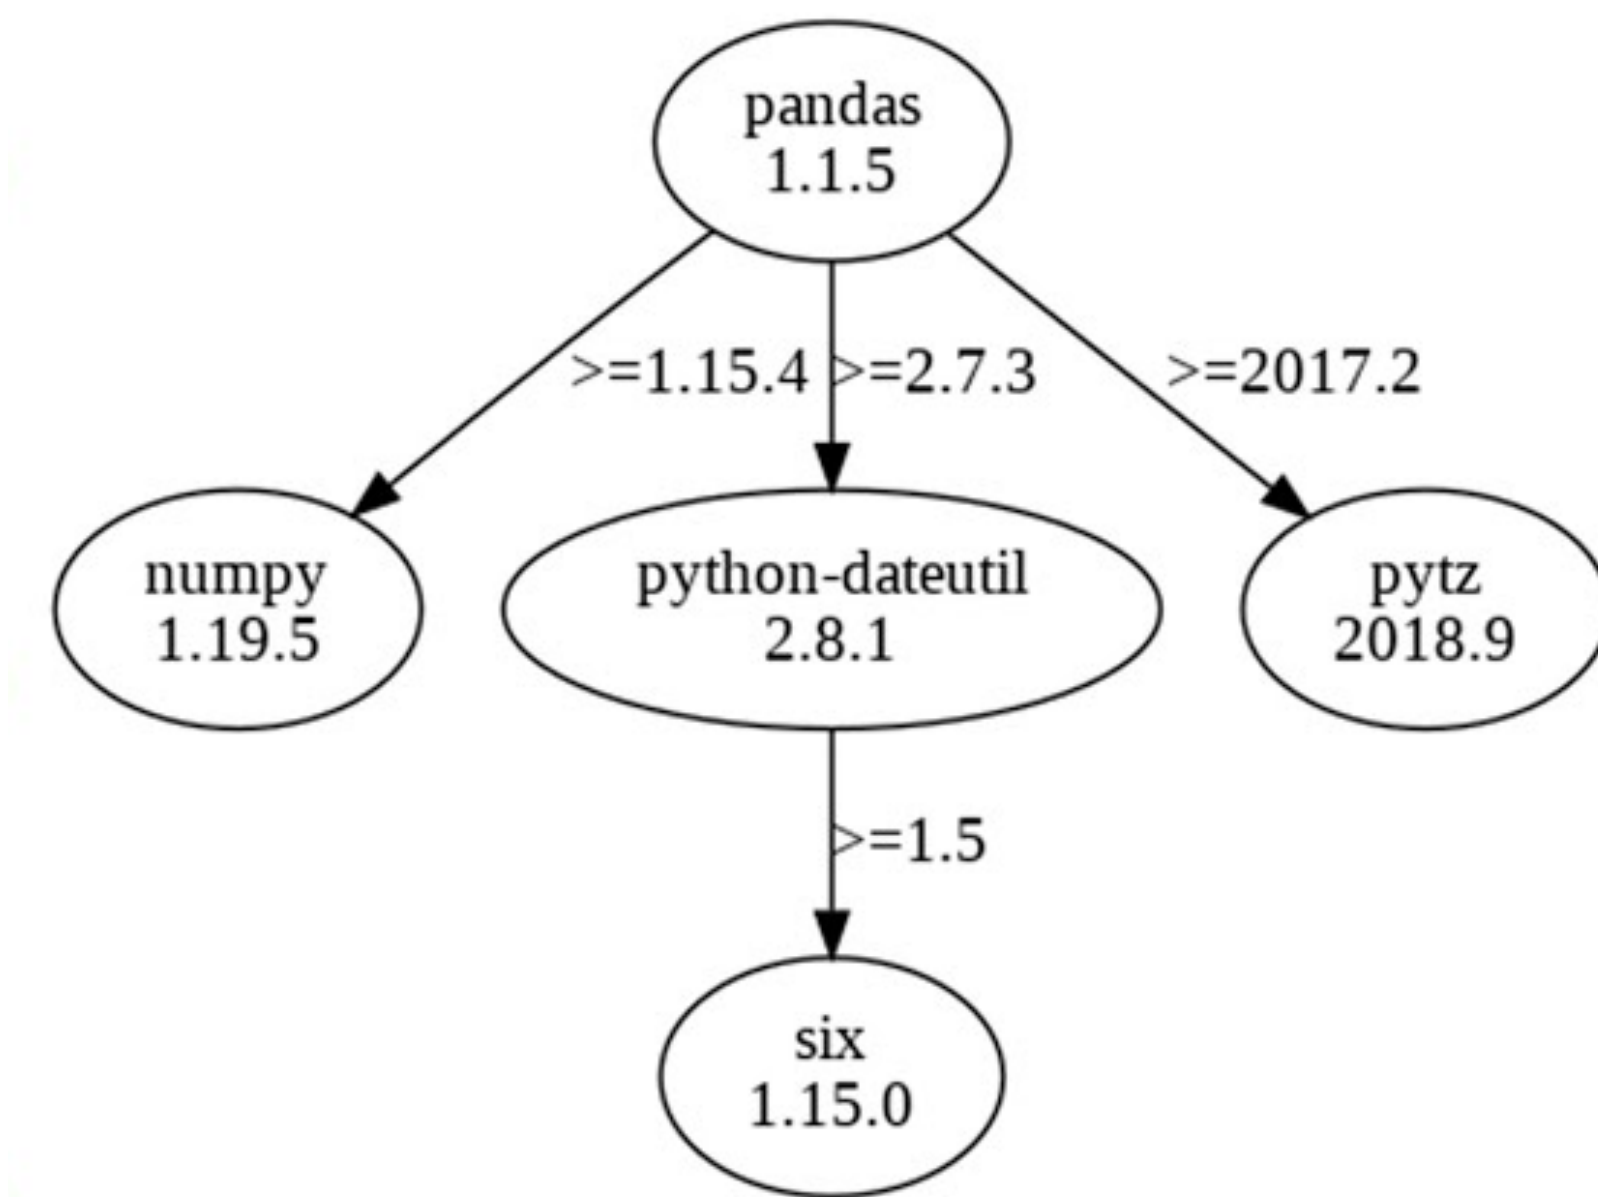 pandas
1.1.5
>=1.15.4
>=2.7.3
>=2017.2
numpy
1.19.5
python-dateutil
2.8.1
pytz
2018.9
>=1.5
six
1.15.0